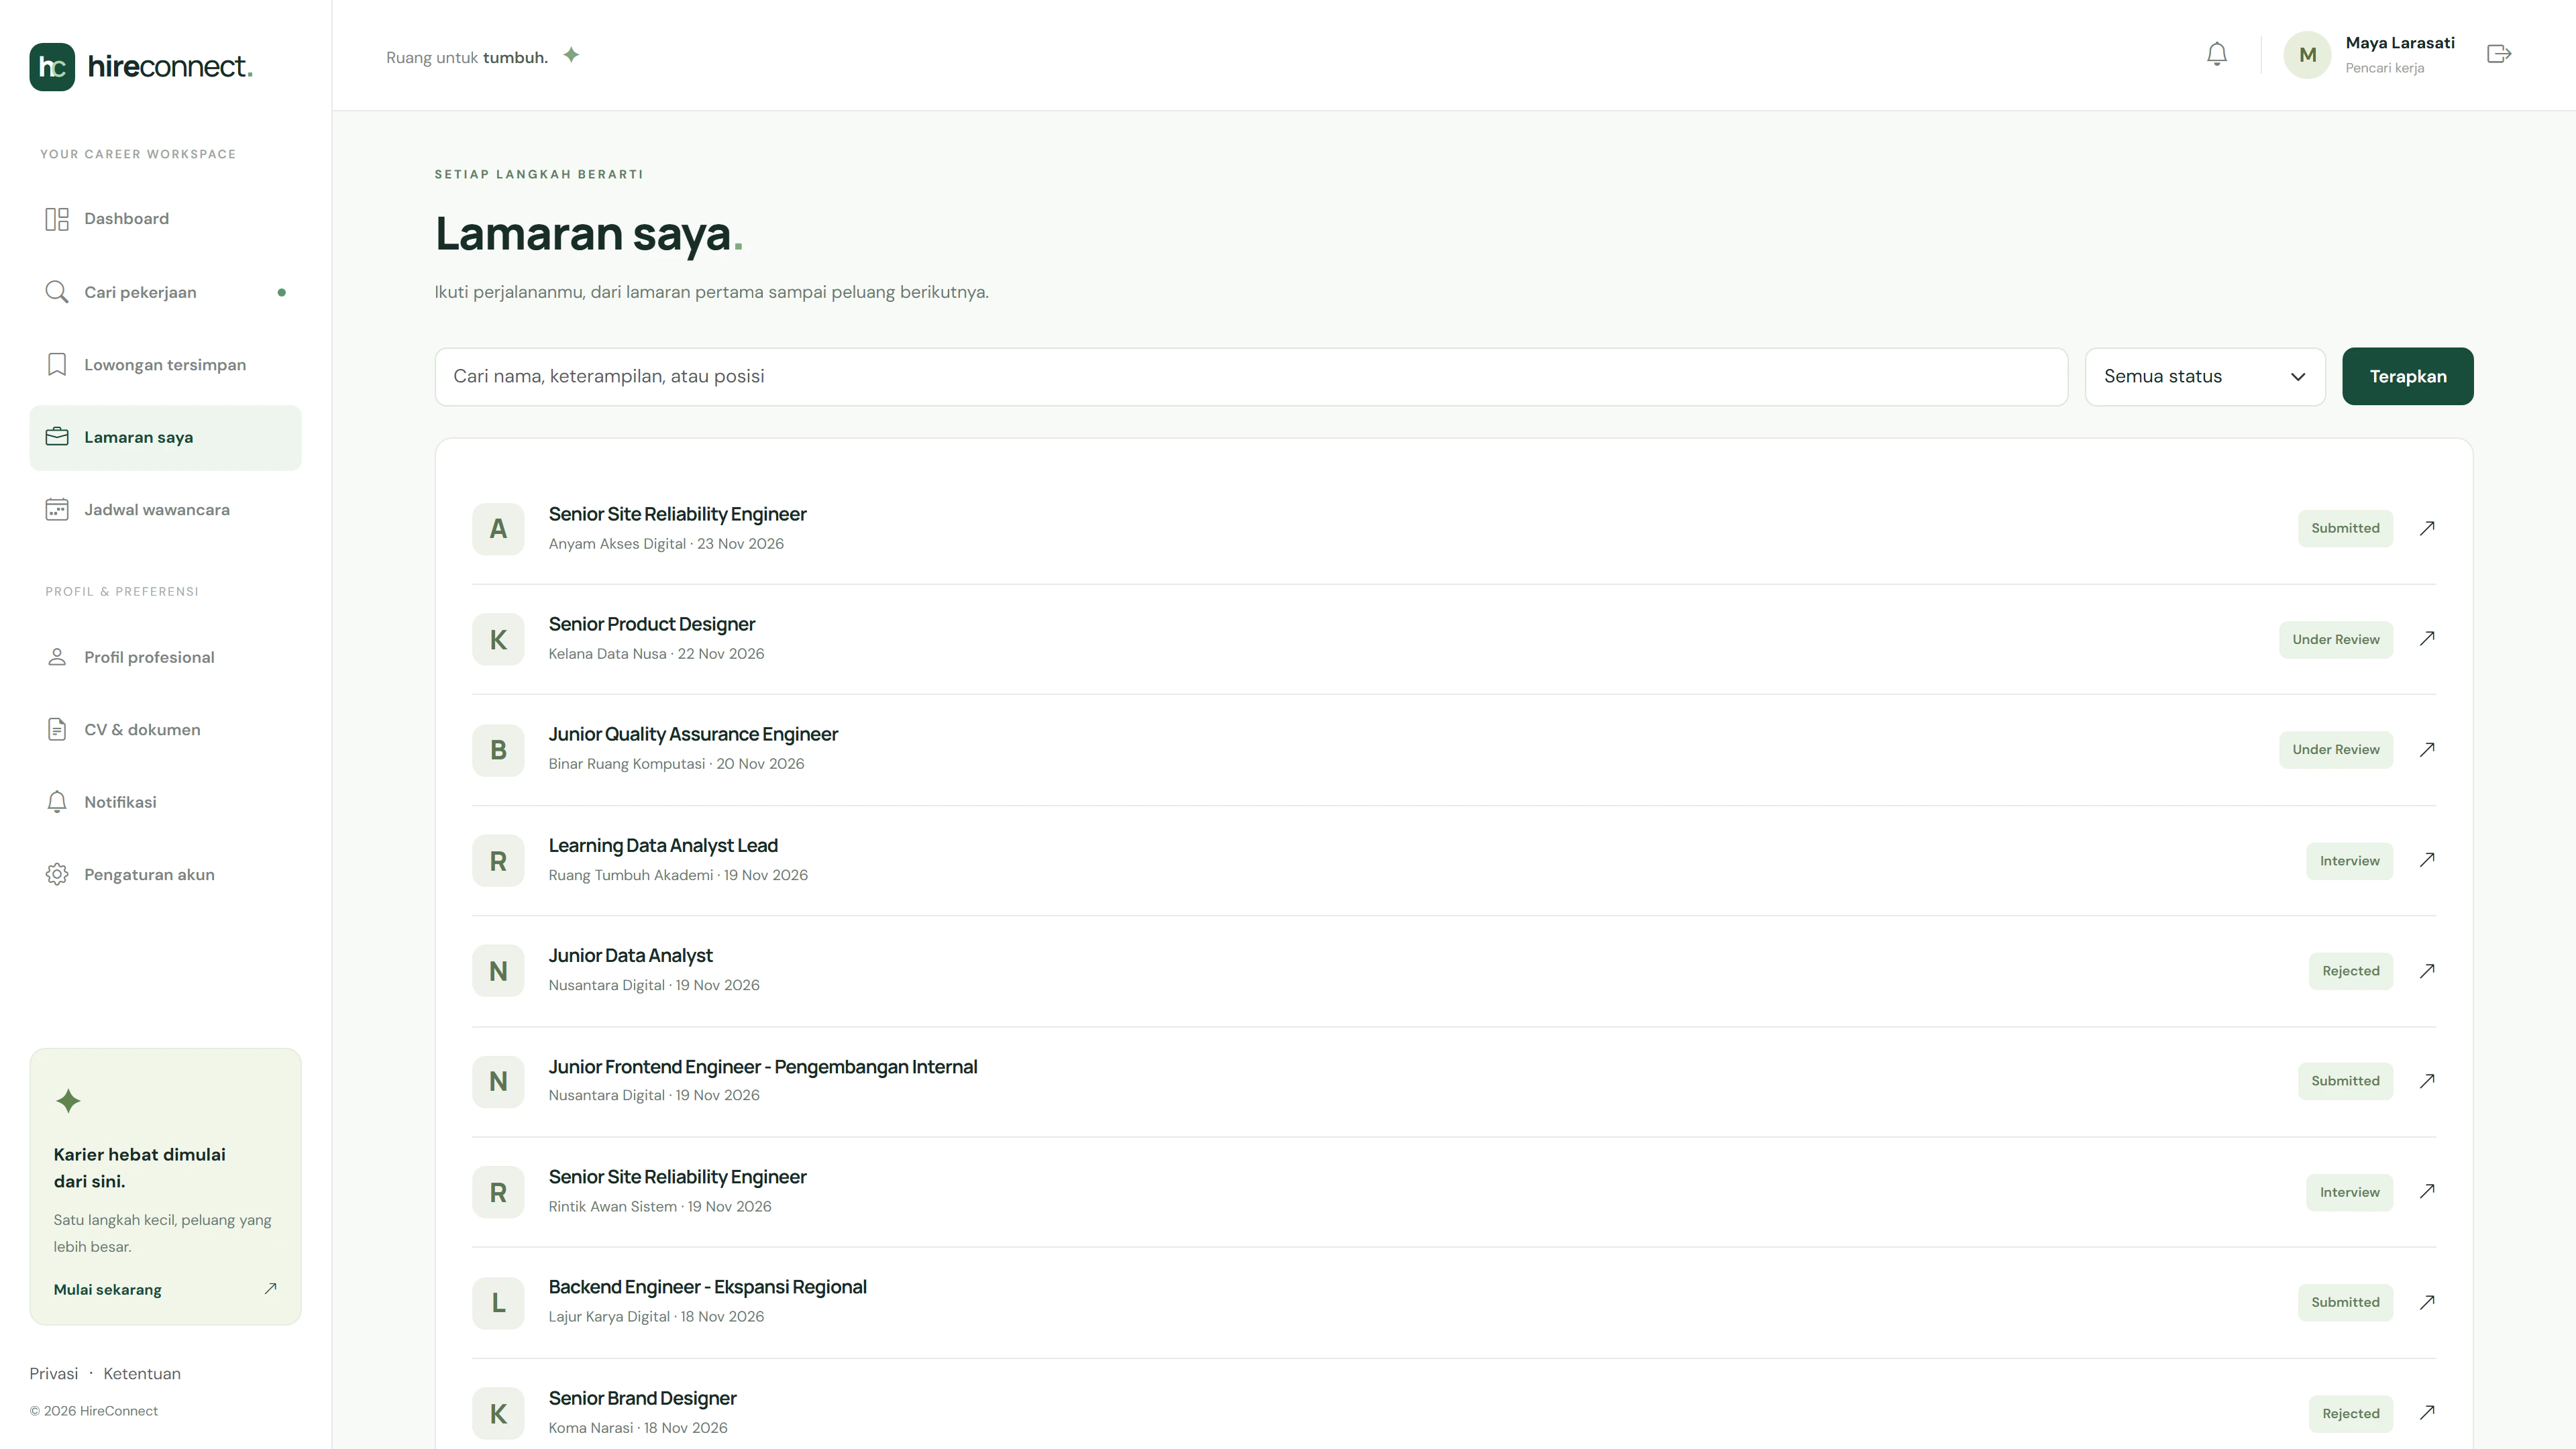 hc hireconnect.
YOUR CAREER WORKSPACE
Dashboard
Cari pekerjaan
Lowongan tersimpan
Lamaran saya
Jadwal wawancara
PROFIL & PREFERENSI
Profil profesional
CV & dokumen
Notifikasi
Pengaturan akun
Karier hebat dimulai
dari sini.
Satu langkah kecil, peluang yang
lebih besar.
Mulai sekarang
Privasi · Ketentuan
© 2026 HireConnect
Ruang untuk tumbuh.
M
Maya Larasati
Pencari kerja
SETIAP LANGKAH BERARTI
Lamaran saya.
Ikuti perjalananmu, dari lamaran pertama sampai peluang berikutnya.
Cari nama, keterampilan, atau posisi
Semua status
Terapkan
A
Senior Site Reliability Engineer
Anyam Akses Digital · 23 Nov 2026
Submitted
K
Senior Product Designer
Kelana Data Nusa · 22 Nov 2026
Under Review
B
Junior Quality Assurance Engineer
Binar Ruang Komputasi · 20 Nov 2026
Under Review
R
Learning Data Analyst Lead
Ruang Tumbuh Akademi · 19 Nov 2026
Interview
N
Junior Data Analyst
Nusantara Digital · 19 Nov 2026
Rejected
N
Junior Frontend Engineer - Pengembangan Internal
Nusantara Digital · 19 Nov 2026
Submitted
R
Senior Site Reliability Engineer
Rintik Awan Sistem · 19 Nov 2026
Interview
L
Backend Engineer - Ekspansi Regional
Lajur Karya Digital · 18 Nov 2026
Submitted
K
Senior Brand Designer
Koma Narasi · 18 Nov 2026
Rejected